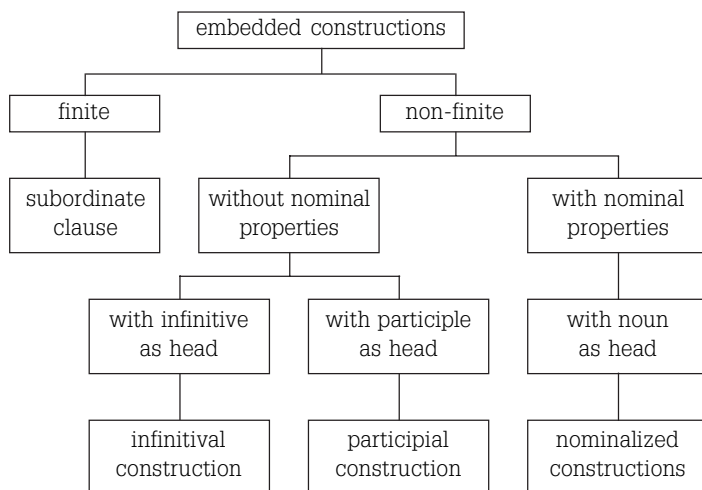 embedded constructions
finite
non-finite
subordinate
clause
without nominal
properties
with nominal
properties
with infinitive
as head
with participle
as head
with noun
as head
infinitival
construction
participial
construction
nominalized
constructions